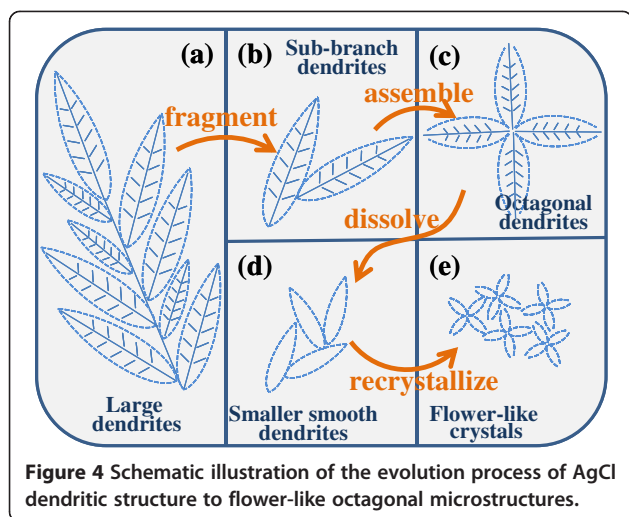 (a)
fragment
Large
dendrites
(b)
Sub-branch
dendrites
assemble
(c)
Octagonal
dendrites
dissolve
(d)
Smaller smooth
dendrites
recrystallize
(e)
Flower-like
crystals
Figure 4 Schematic illustration of the evolution process of AgCl
dendritic structure to flower-like octagonal microstructures.